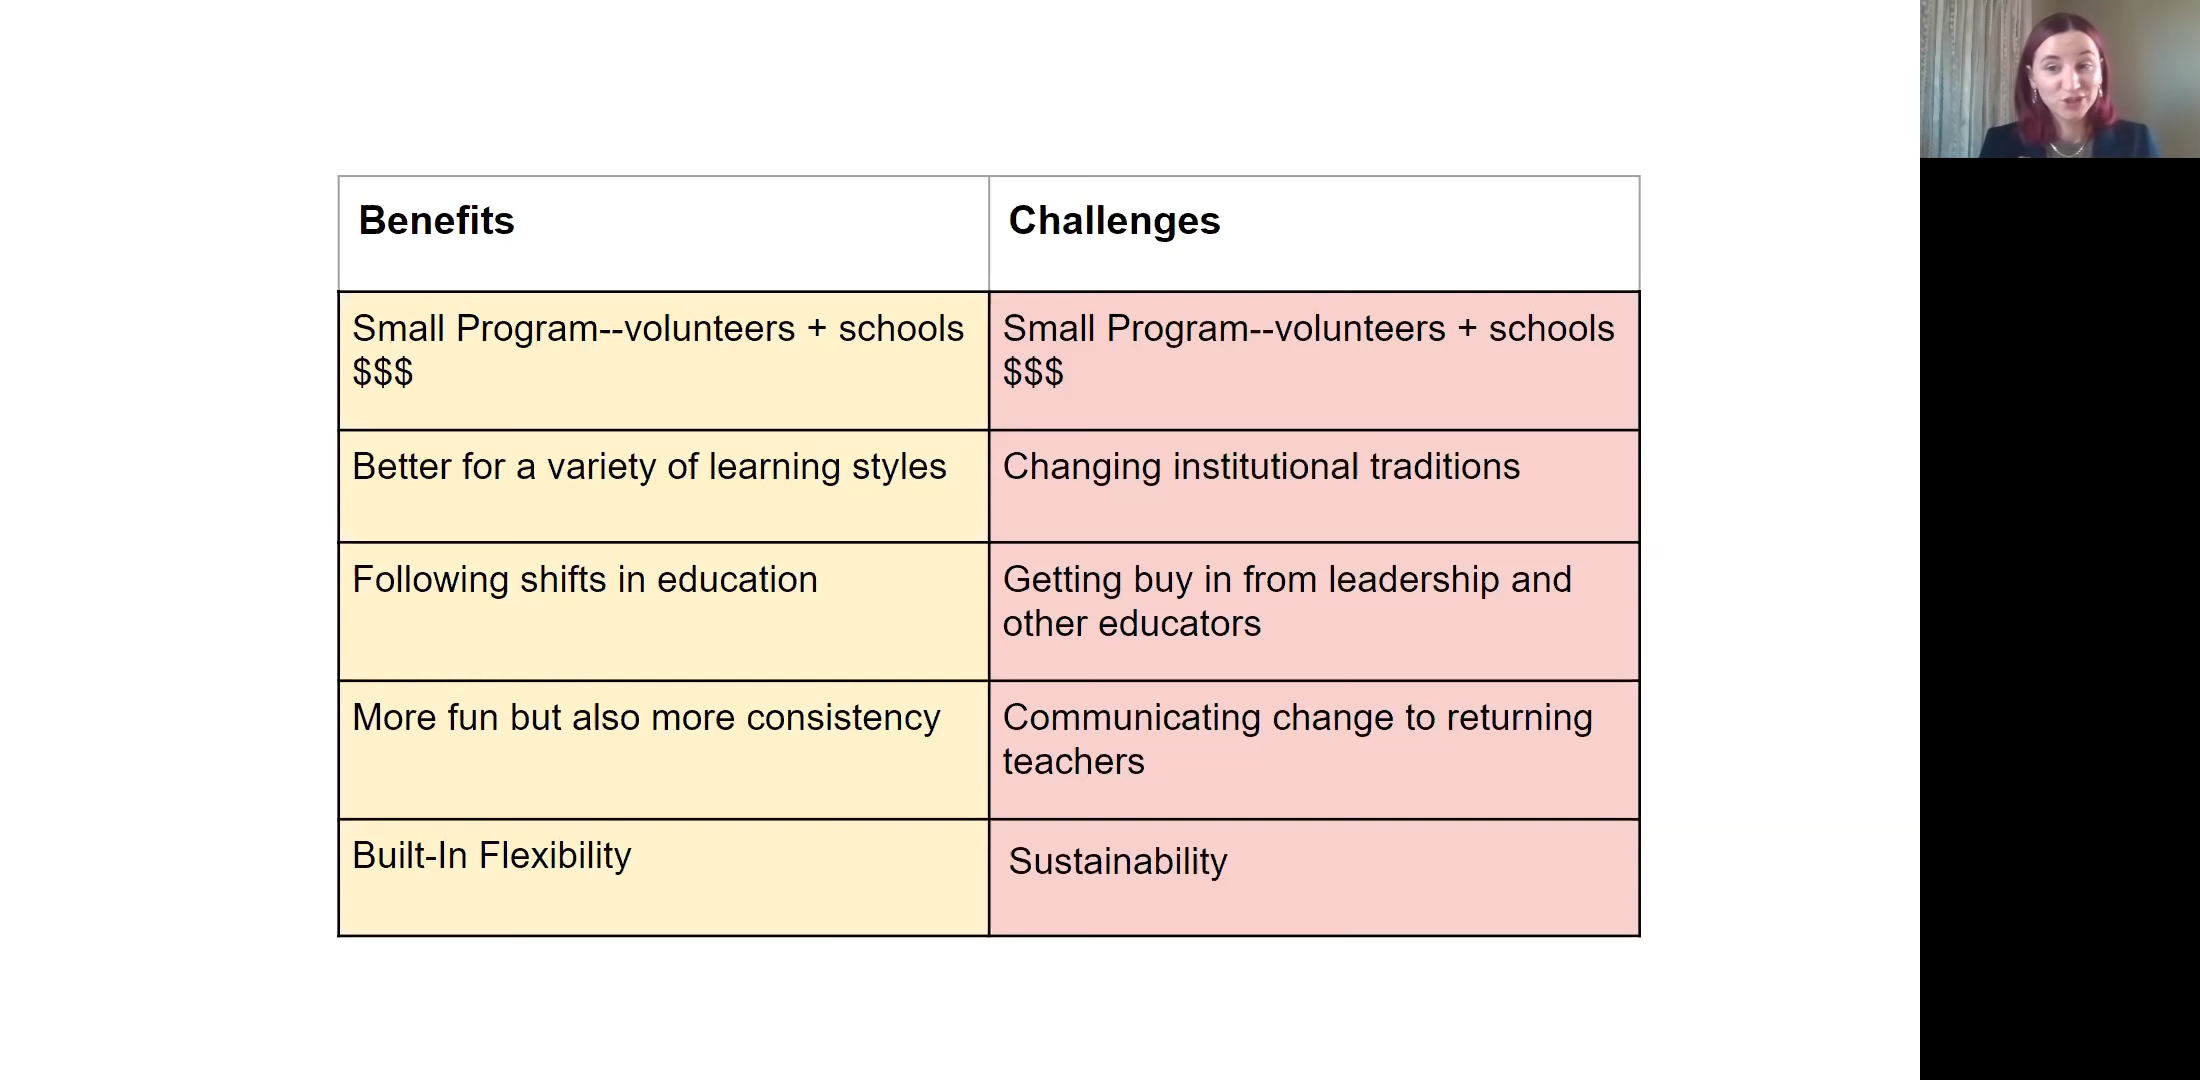 Benefits
Challenges
Small Program--volunteers + schools
$$$
Small Program--volunteers + schools
$$$
Better for a variety of learning styles
Changing institutional traditions
Following shifts in education
Getting buy in from leadership and
other educators
More fun but also more consistency
Communicating change to returning
teachers
Built-In Flexibility
Sustainability